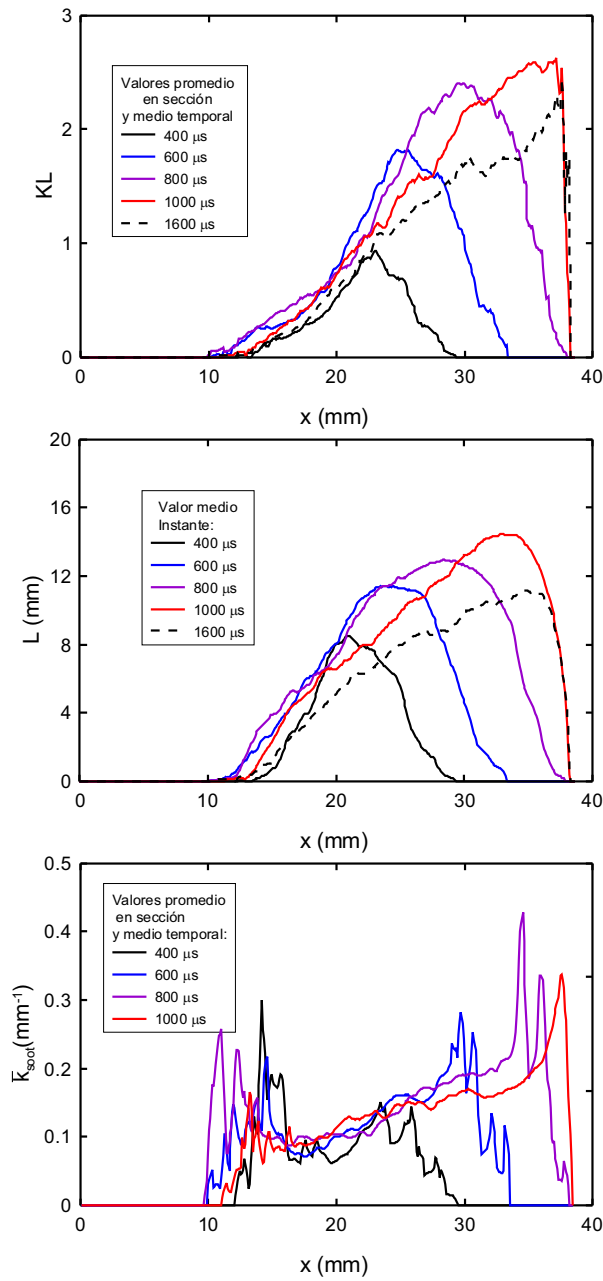 3
2
1
0
KL
Valores promedio
en sección
y medio temporal
400 μs
600 μs
800 μs
1000 μs
1600 μs
0
10
20
30
40
x (mm)
20
16
12
8
4
0
L (mm)
Valor medio
Instante:
400 μs
600 μs
800 μs
1000 μs
1600 μs
0
10
20
30
40
x (mm)
0.5
0.4
0.3
0.2
0.1
0
k̅soot(mm-1)
Valores promedio
en sección
y medio temporal:
400 μs
600 μs
800 μs
1000 μs
0
10
20
30
40
x (mm)